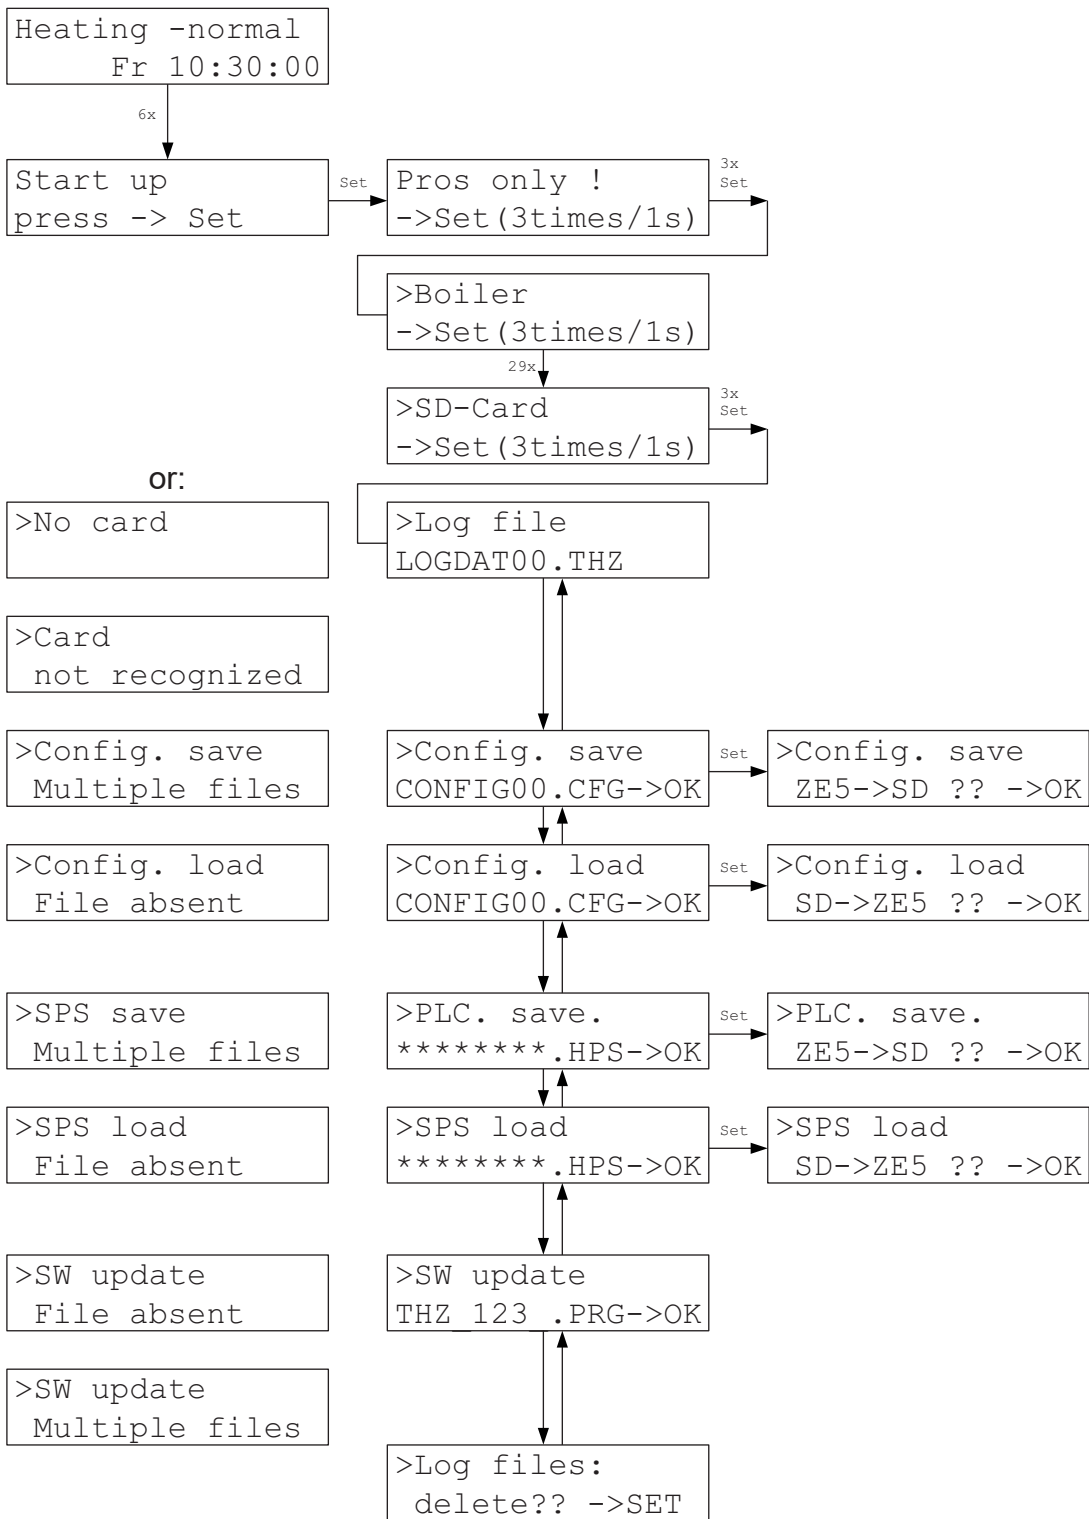 Heating -normal
Fr 10:30:00
6x
Start up
press -> Set
Set
Pros only !
->Set(3times/1s)
3x
Set
>Boiler
->Set(3times/1s)
29x
>SD-Card
->Set(3times/1s)
3x
Set
or:
>No card
>Log file
LOGDAT00.THZ
>Card
not recognized
>Config. save
Multiple files
>Config. save
CONFIG00.CFG->OK
Set
>Config. save
ZE5->SD ?? ->OK
>Config. load
File absent
>Config. load
CONFIG00.CFG->OK
Set
>Config. load
SD->ZE5 ?? ->OK
>SPS save
Multiple files
>PLC. save.
********.HPS->OK
Set
>PLC. save.
ZE5->SD ?? ->OK
>SPS load
File absent
>SPS load
********.HPS->OK
Set
>SPS load
SD->ZE5 ?? ->OK
>SW update
File absent
>SW update
THZ_123_.PRG->OK
>SW update
Multiple files
>Log files:
delete?? ->SET